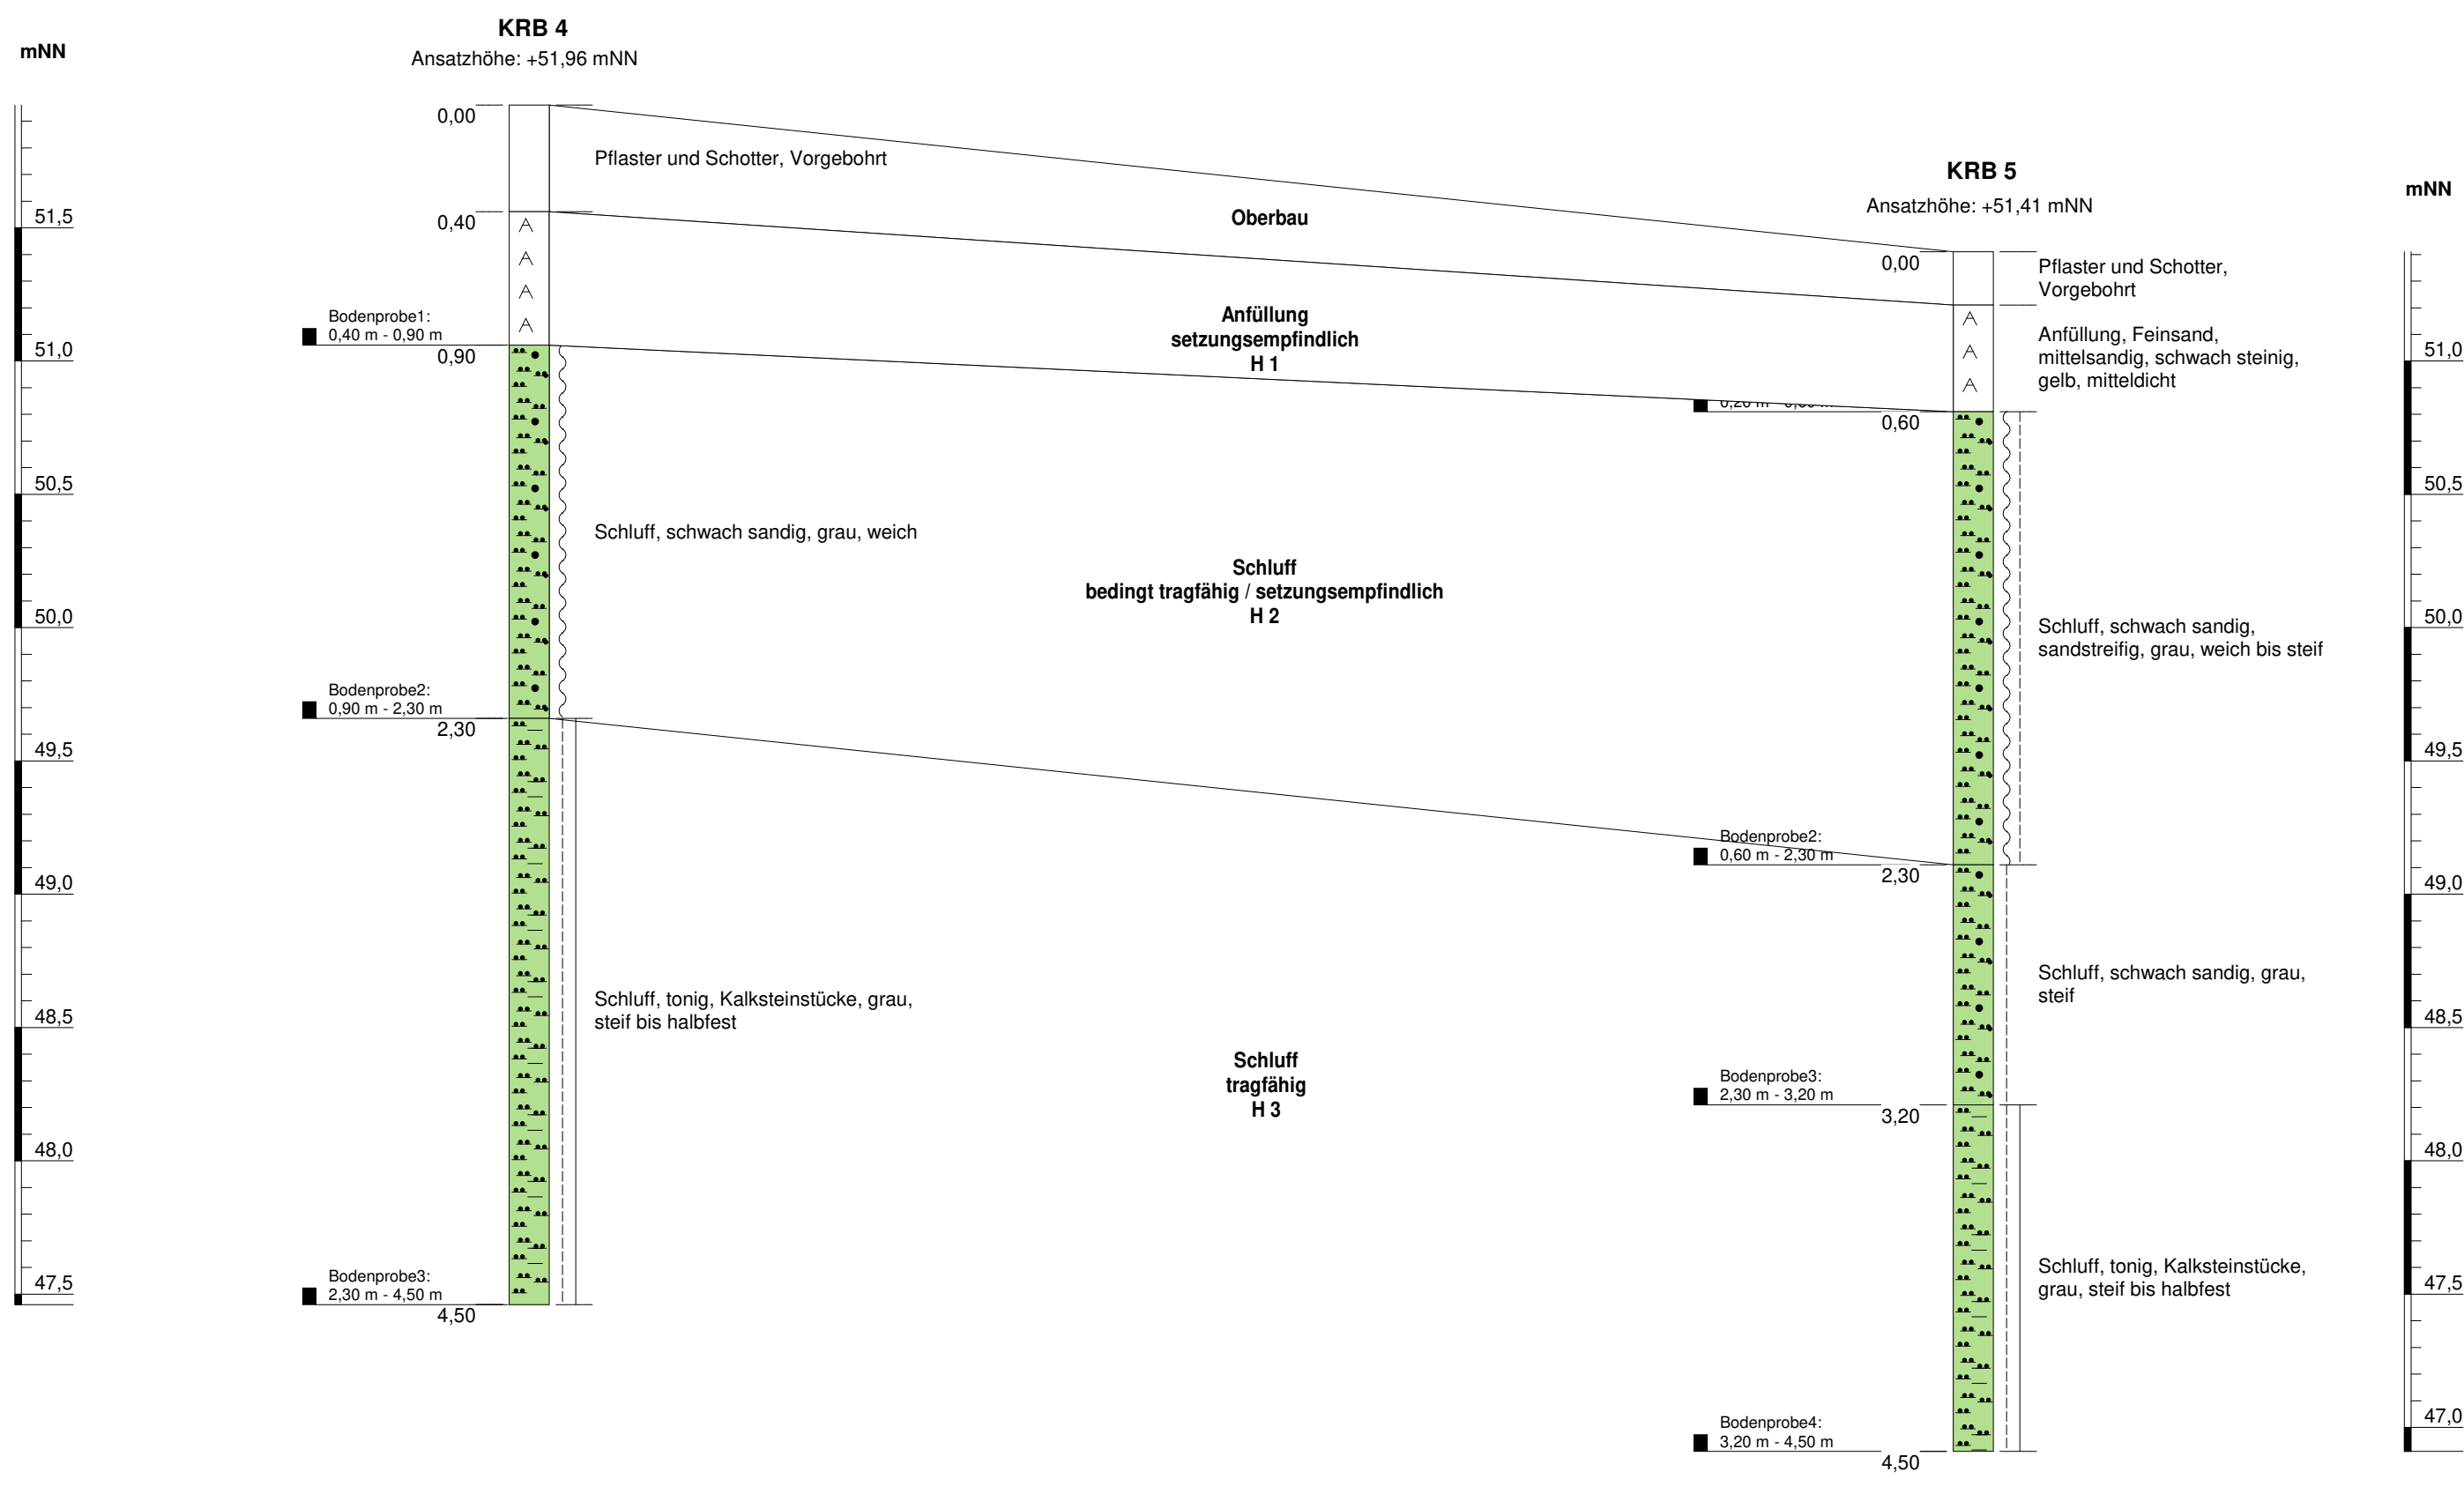 mNN
51,5
51,0
50,5
50,0
49,5
49,0
48,5
48,0
47,5
KRB 4
Ansatzhöhe: +51,96 mNN
0,00
Pflaster und Schotter, Vorgebohrt
0,40
Bodenprobe1:
0,40 m - 0,90 m
0,90
Schluff, schwach sandig, grau, weich
Bodenprobe2:
0,90 m - 2,30 m
2,30
Schluff, tonig, Kalksteinstücke, grau,
steif bis halbfest
Bodenprobe3:
2,30 m - 4,50 m
4,50
Oberbau
Anfüllung
setzungsempfindlich
H 1
Schluff
bedingt tragfähig / setzungsempfindlich
H 2
Schluff
tragfähig
H 3
KRB 5
Ansatzhöhe: +51,41 mNN
0,00
Pflaster und Schotter,
Vorgebohrt
Anfüllung, Feinsand,
mittelsandig, schwach steinig,
gelb, mitteldicht
0,60
Schluff, schwach sandig,
sandstreifig, grau, weich bis steif
Bodenprobe2:
0,60 m - 2,30 m
2,30
Schluff, schwach sandig, grau,
steif
Bodenprobe3:
2,30 m - 3,20 m
3,20
Schluff, tonig, Kalksteinstücke,
grau, steif bis halbfest
Bodenprobe4:
3,20 m - 4,50 m
4,50
mNN
51,0
50,5
50,0
49,5
49,0
48,5
48,0
47,5
47,0